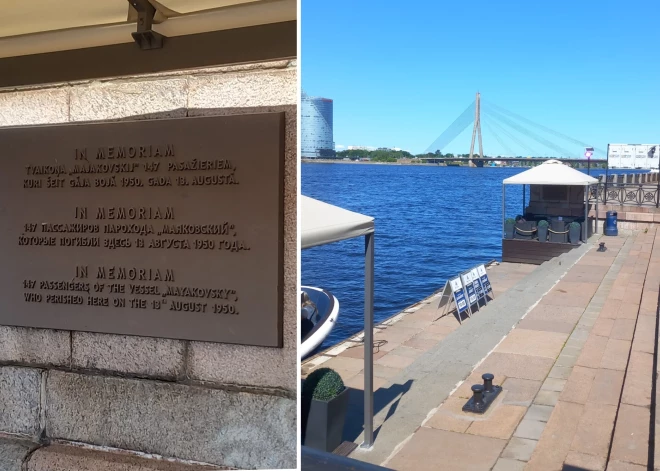 IN MEMORIAM
TVAIKOŅA „MAJAKOVSKIJ” 147 PASAŽIERIEM,
KURI ŠEIT GĀJA BOJĀ 1950. GADA 13. AUGUSTĀ.
IN MEMORIAM
147 ПАССАЖИРОВ ПАРОХОДА „МАЯКОВСКИЙ”,
КОТОРЫЕ ПОГИБЛИ ЗДЕСЬ 13 АВГУСТА 1950 ГОДА.
IN MEMORIAM
147 PASSENGERS OF THE VESSEL „MAYAKOVSKY”,
WHO PERISHED HERE ON THE 13th AUGUST 1950.